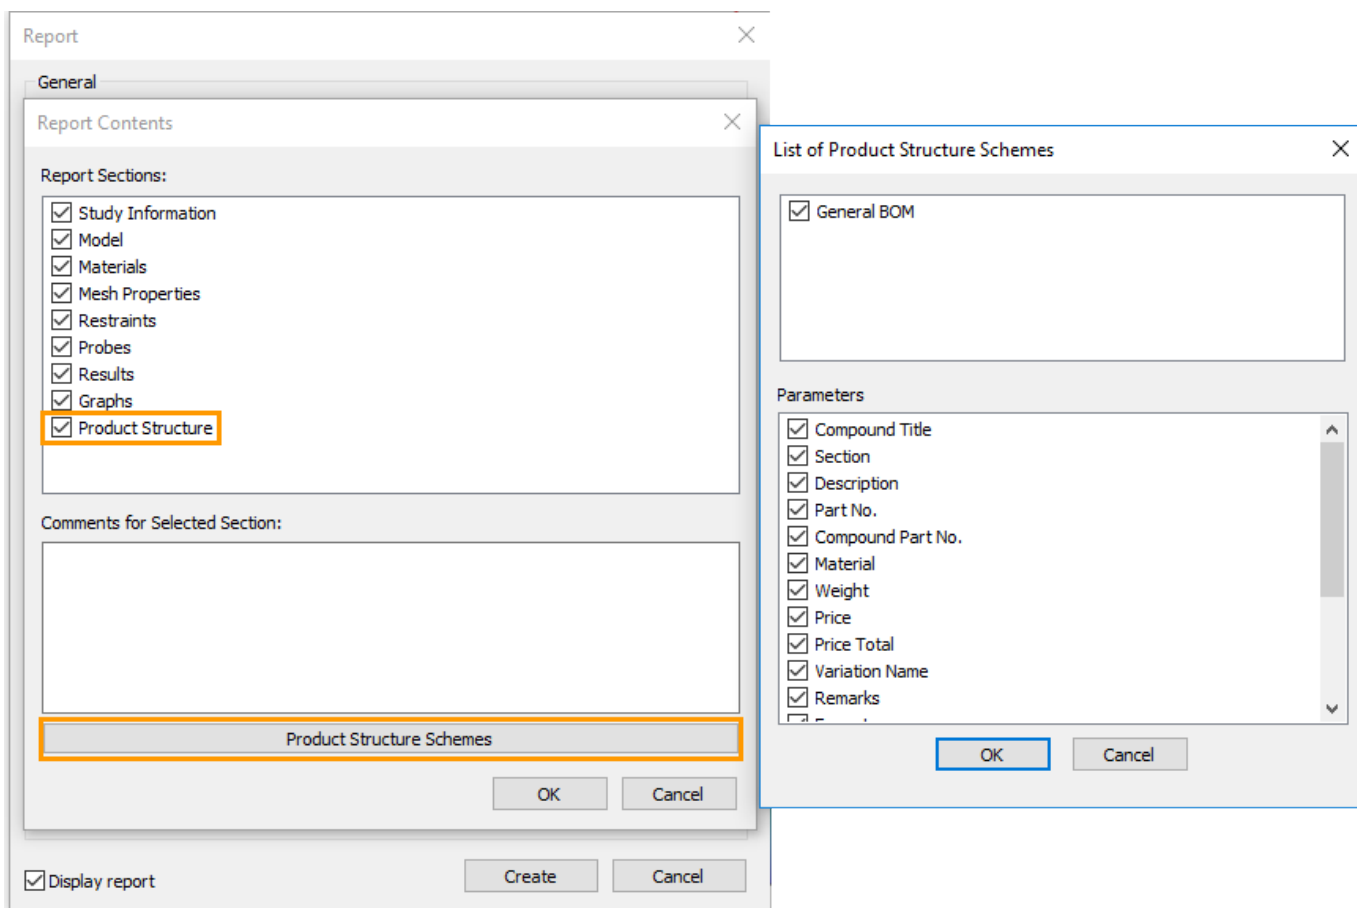 Report
General
Report Contents
Report Sections:
Study Information
Model
Materials
Mesh Properties
Restraints
Probes
Results
Graphs
Product Structure
Comments for Selected Section:
Product Structure Schemes
OK
Cancel
Display report
Create
Cancel
List of Product Structure Schemes
General BOM
Parameters
Compound Title
Section
Description
Part No.
Compound Part No.
Material
Weight
Price
Price Total
Variation Name
Remarks
OK
Cancel